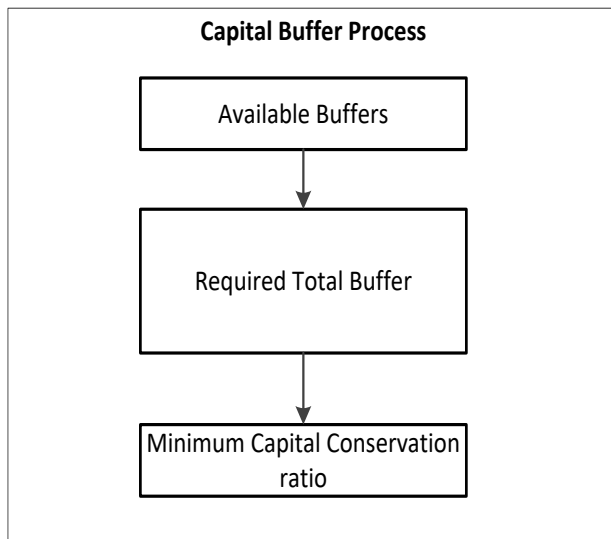 Capital Buffer Process
Available Buffers
Required Total Buffer
Minimum Capital Conservation
ratio